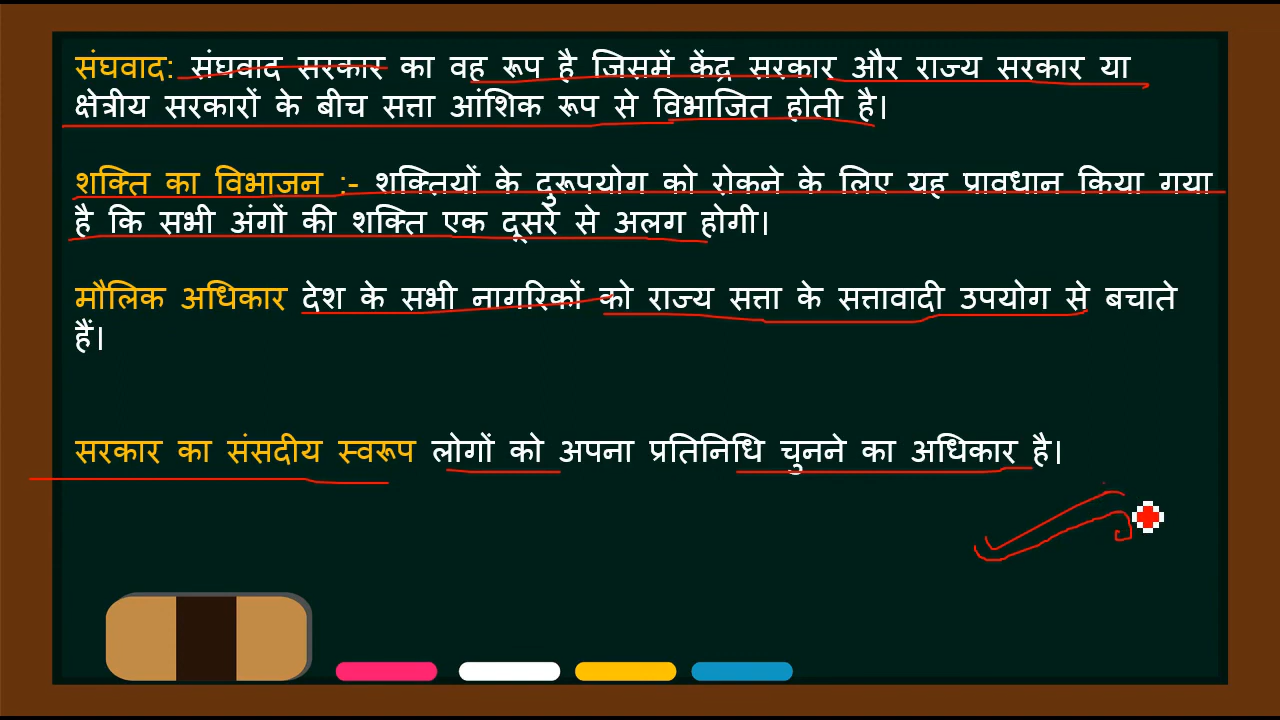 संघवाद: संघवाद सरकार का वह रूप है जिसमें केंद्र सरकार और राज्य सरकार या
क्षेत्रीय सरकारों के बीच सत्ता आंशिक रूप से विभाजित होती है।
शक्ति का विभाजन :- शक्तियों के दुरूपयोग को रोकने के लिए यह प्रावधान किया गया
है कि सभी अंगों की शक्ति एक दूसरे से अलग होगी।
मौलिक अधिकार देश के सभी नागरिकों को राज्य सत्ता के सत्तावादी उपयोग से बचाते
हैं।
सरकार का संसदीय स्वरूप लोगों को अपना प्रतिनिधि चुनने का अधिकार है।